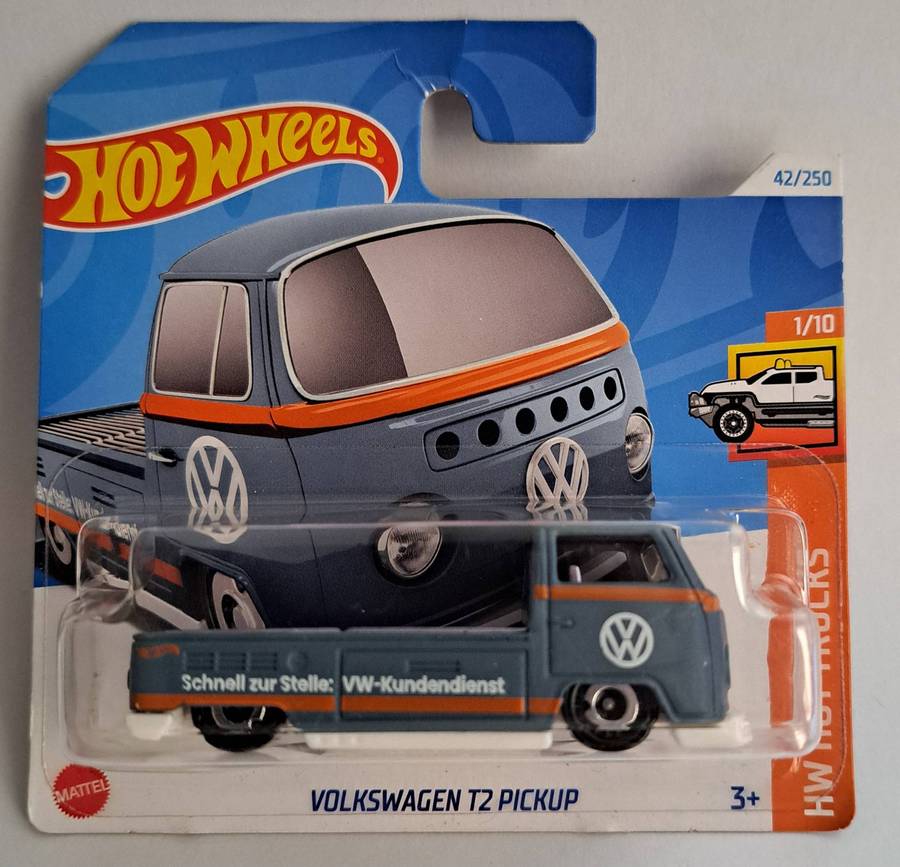 HOT WHEELS
42/250
1/10
HW HOT TRUCKS
Schnell zur Stelle: VW-Kundendienst
MATTEL
VOLKSWAGEN T2 PICKUP
3+